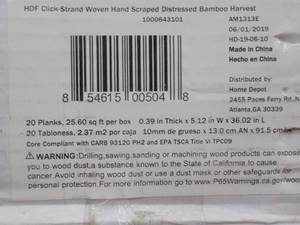 HDF Click-Strand Woven Hand Scraped Distressed Bamboo Harvest
1000643101
AM1313E
06/01/2019
HD-19-06-10
Made in China
Hecho en China
Distributed by:
Home Depot
2455 Paces Ferry Rd., N
Atlanta, GA 30339
8 54615 00504 8
20 Planks, 25.60 sq ft per box 0.39 in Thick x 5.12 in W x 36.02 in L
20 Tablones, 2.37 m2 por caja 10mm de grueso x 13.0 cm AN x 91.5 cm
Core Compliant with CARB 93120 PH2 and EPA TSCA Title VI TPC09
⚠ WARNING: Drilling, sawing, sanding or machining wood products can expose
you to wood dust, a substance known to the State of California to cause
cancer. Avoid inhaling wood dust or use a dust mask or other safeguards for
personal protection. For more information go to www.P65Warnings.ca.gov/wood